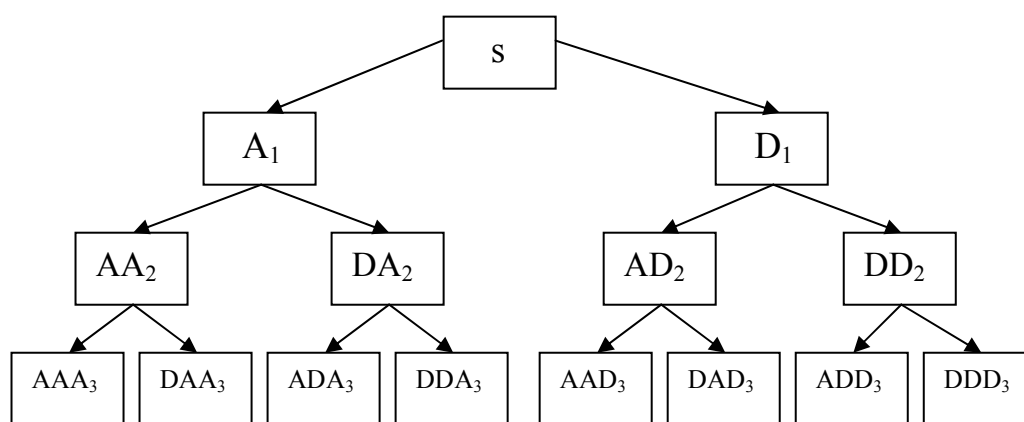 s
A₁ D₁
AA₂ DA₂ AD₂ DD₂
AAA₃ DAA₃ ADA₃ DDA₃ AAD₃ DAD₃ ADD₃ DDD₃